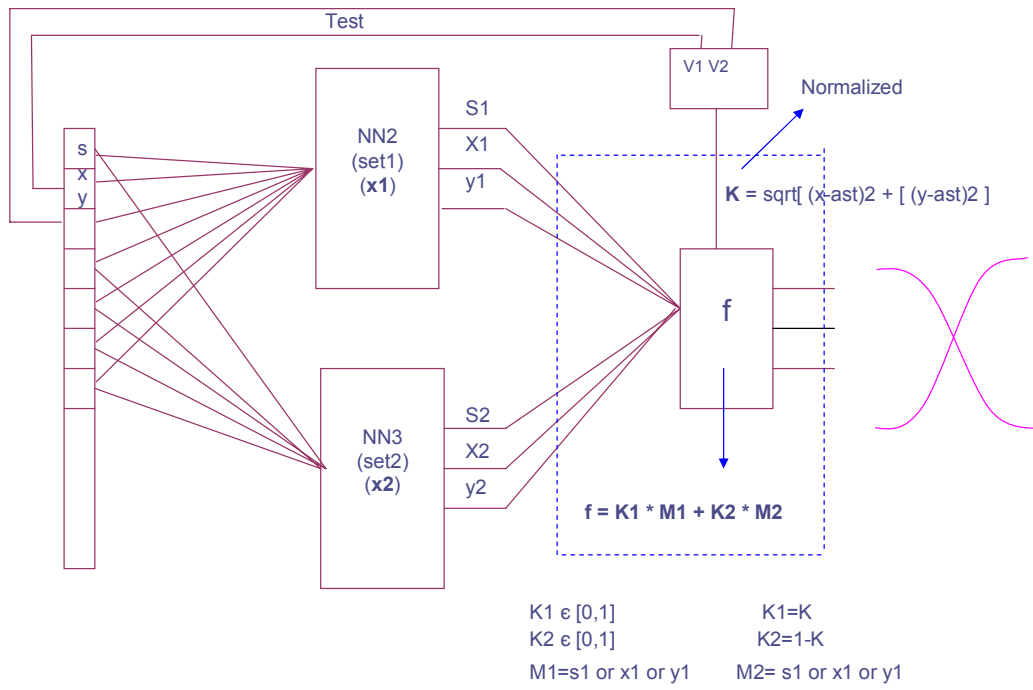 Test
V1 V2
Normalized
NN2
(set1)
(x1)
S1
X1
y1
s
x
y
K = sqrt[ (x-ast)2 + [ (y-ast)2 ]
f
NN3
(set2)
(x2)
S2
X2
y2
f = K1 * M1 + K2 * M2
K1 є [0,1] K1=K
K2 є [0,1] K2=1-K
M1=s1 or x1 or y1 M2= s1 or x1 or y1